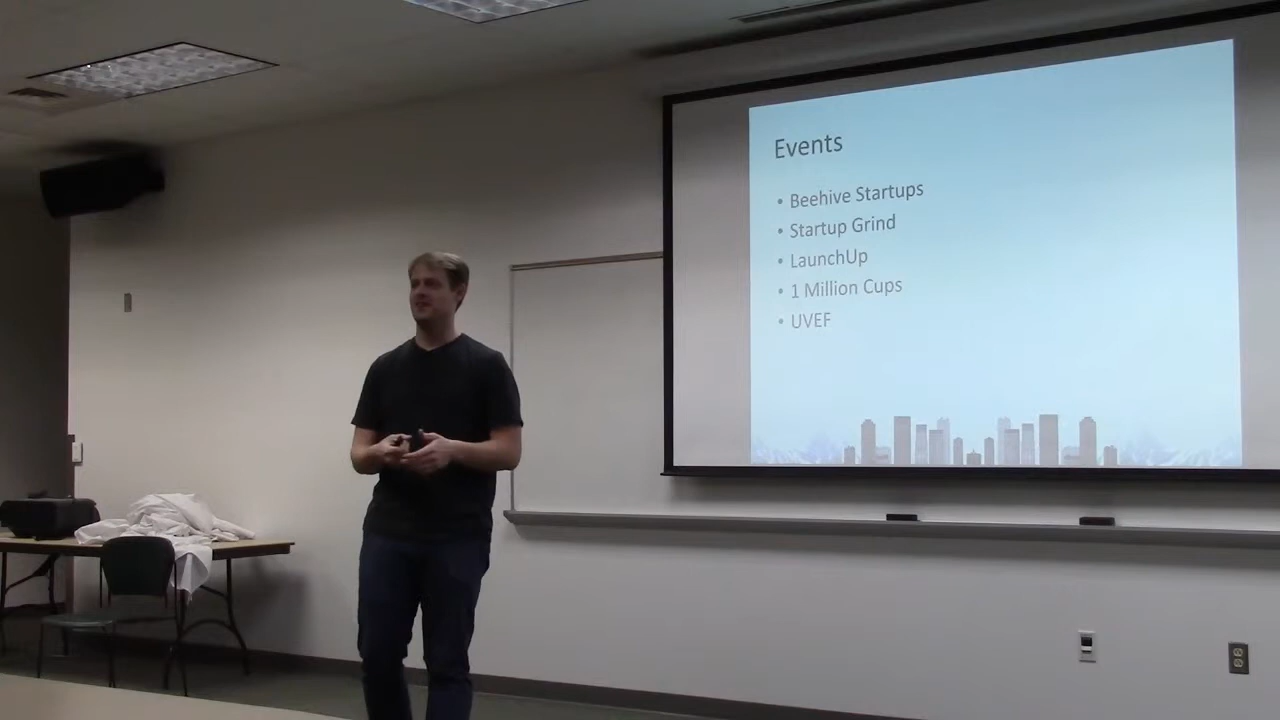 Events
• Beehive Startups
• Startup Grind
• LaunchUp
• 1 Million Cups
• UVEF